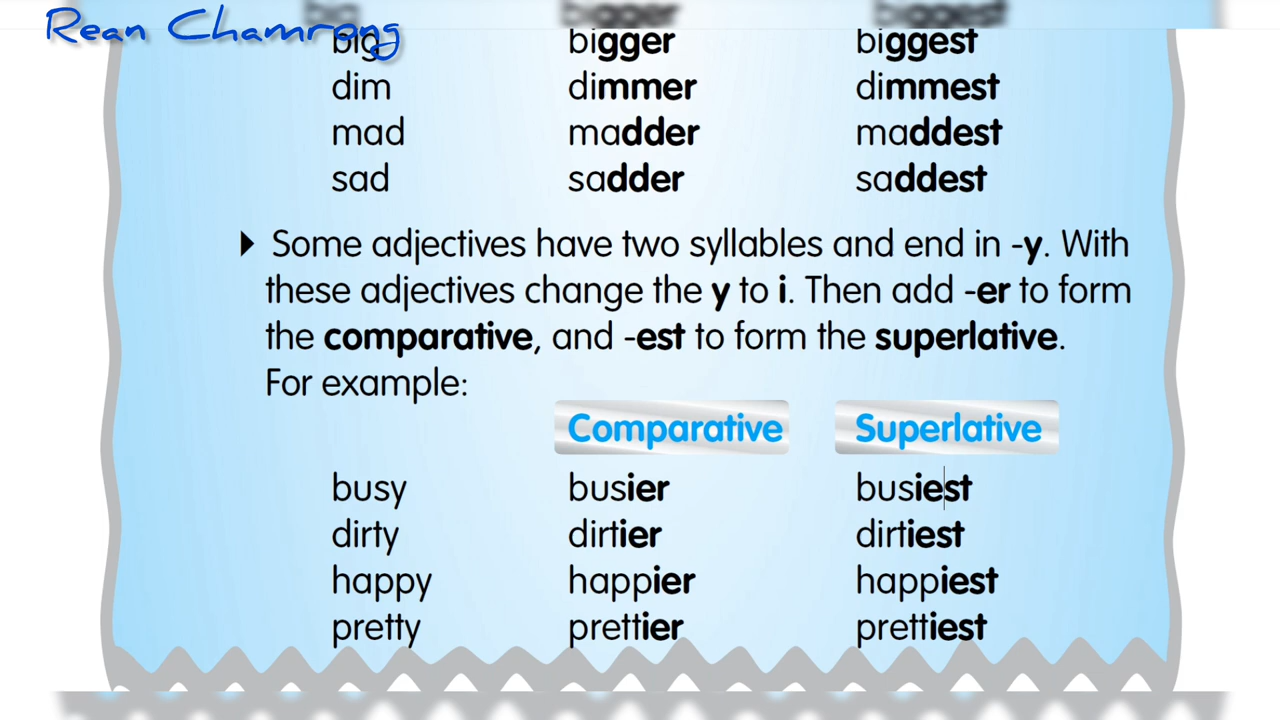 Rean Chamrong
big bigger biggest
dim dimmer dimmest
mad madder maddest
sad sadder saddest
Some adjectives have two syllables and end in -y. With
these adjectives change the y to i. Then add -er to form
the comparative, and -est to form the superlative.
For example:
Comparative Superlative
busy busier busiest
dirty dirtier dirtiest
happy happier happiest
pretty prettier prettiest